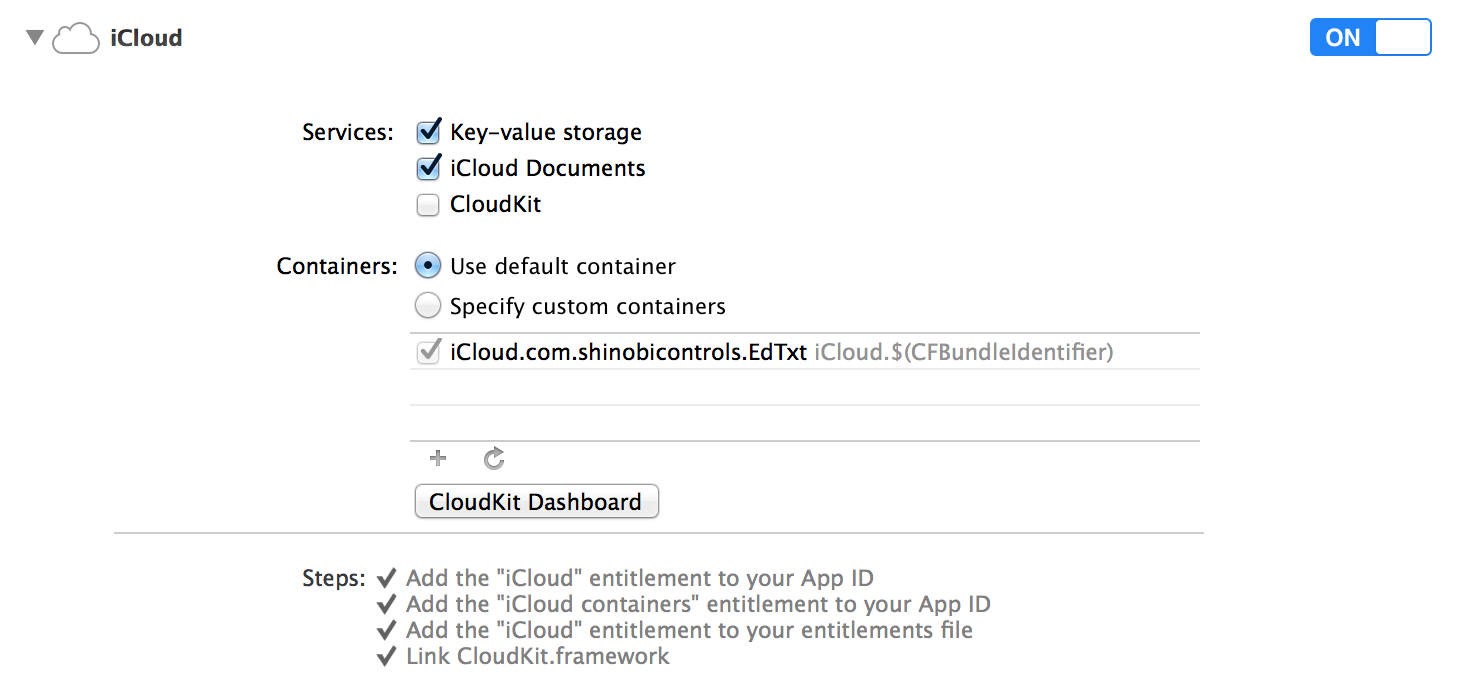 iCloud
ON
Services:
Key-value storage
iCloud Documents
CloudKit
Containers:
Use default container
Specify custom containers
iCloud.com.shinobicontrols.EdTxt iCloud.$(CFBundleIdentifier)
CloudKit Dashboard
Steps:
Add the "iCloud" entitlement to your App ID
Add the "iCloud containers" entitlement to your App ID
Add the "iCloud" entitlement to your entitlements file
Link CloudKit.framework